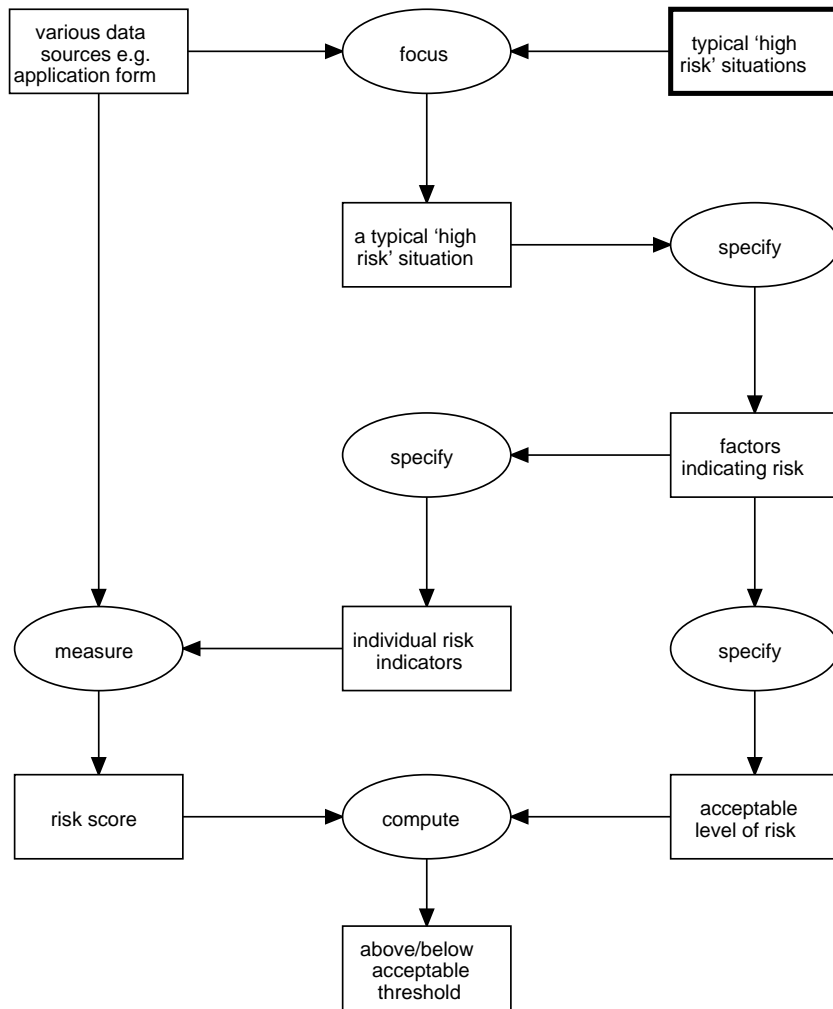 various data
sources e.g.
application form
focus
typical ‘high
risk’ situations
a typical ‘high
risk’ situation
specify
specify
factors
indicating risk
measure
individual risk
indicators
specify
risk score
compute
acceptable
level of risk
above/below
acceptable
threshold